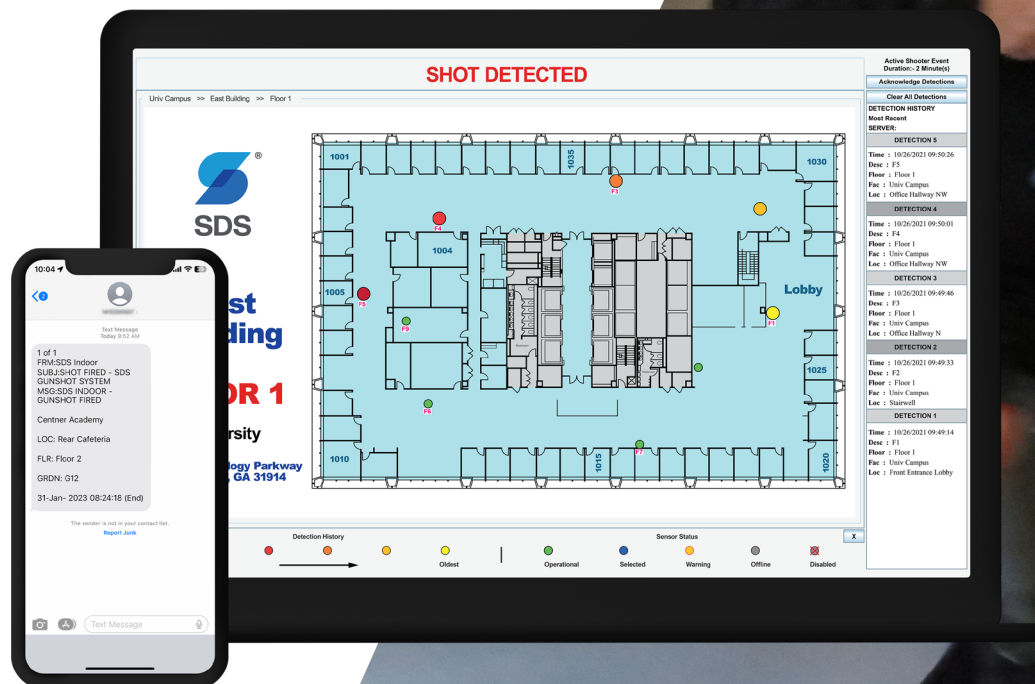 SHOT DETECTED
Univ Campus >> East Building >> Floor 1
SDS
®
st
ding
OR 1
rsity
logy Parkway
, GA 31914
1001
1035
1030
F3
F4
1004
1005
F5
F9
Lobby
F1
1025
F6
F7
1010
1015
1020
Active Shooter Event
Duration:- 2 Minute(s)
Acknowledge Detections
Clear All Detections
DETECTION HISTORY
Most Recent
SERVER:
DETECTION 5
Time : 10/26/2021 09:50:26
Desc : F5
Floor : Floor 1
Fac : Univ Campus
Loc : Office Hallway NW
DETECTION 4
Time : 10/26/2021 09:50:01
Desc : F4
Floor : Floor 1
Fac : Univ Campus
Loc : Office Hallway NW
DETECTION 3
Time : 10/26/2021 09:49:46
Desc : F3
Floor : Floor 1
Fac : Univ Campus
Loc : Office Hallway N
DETECTION 2
Time : 10/26/2021 09:49:33
Desc : F2
Floor : Floor 1
Fac : Univ Campus
Loc : Stairwell
DETECTION 1
Time : 10/26/2021 09:49:14
Desc : F1
Floor : Floor 1
Fac : Univ Campus
Loc : Front Entrance Lobby
Detection History
Sensor Status
X
Oldest
Operational
Selected
Warning
Offline
Disabled
10:04
2
Text Message
Today 9:52 AM
1 of 1
FRM:SDS Indoor
SUBJ:SHOT FIRED - SDS
GUNSHOT SYSTEM
MSG:SDS INDOOR -
GUNSHOT FIRED
Centner Academy
LOC: Rear Cafeteria
FLR: Floor 2
GRDN: G12
31-Jan- 2023 08:24:18 (End)
The sender is not in your contact list.
Report Junk
Text Message